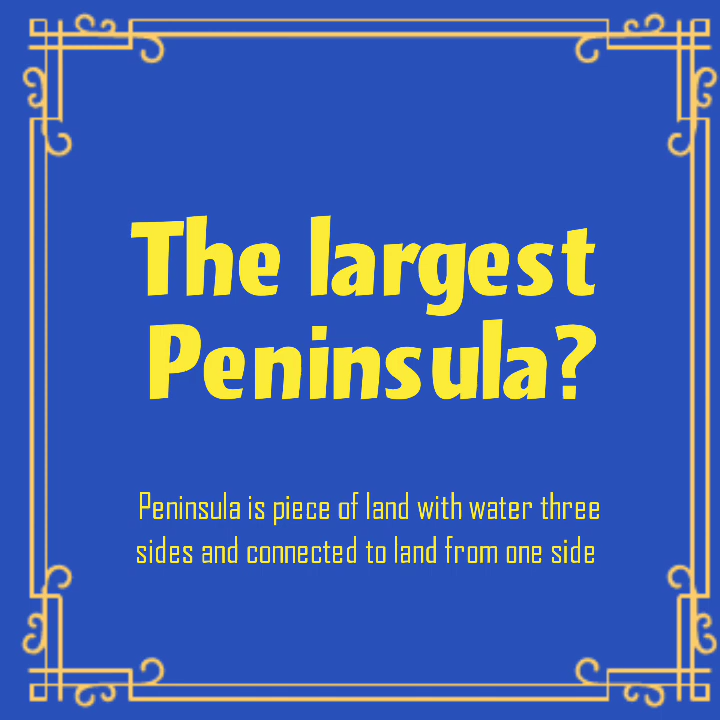 The largest
Peninsula?
Peninsula is piece of land with water three
sides and connected to land from one side